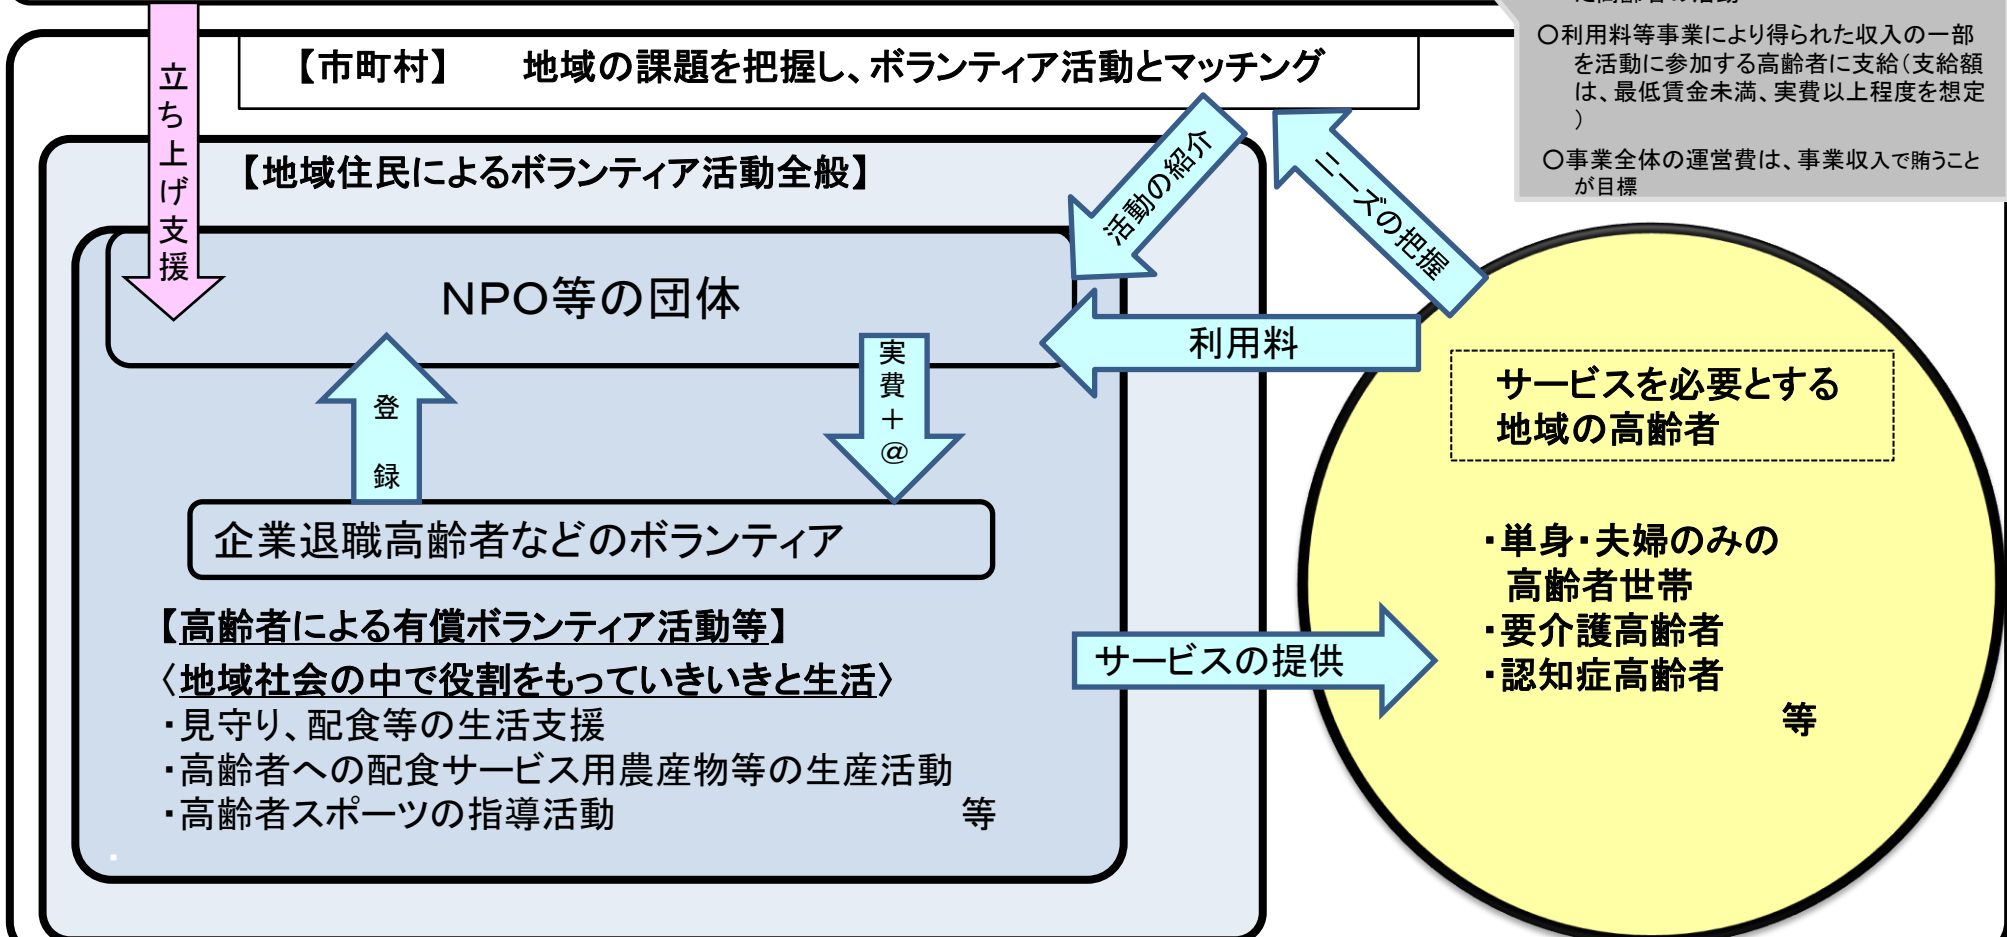 ○利用料等事業により得られた収入の一部
を活動に参加する高齢者に支給(支給額
は、最低賃金未満、実費以上程度を想定
)
○事業全体の運営費は、事業収入で賄うこと
が目標
立ち上げ支援
【市町村】　　地域の課題を把握し、ボランティア活動とマッチング
【地域住民によるボランティア活動全般】
活動の紹介
ニーズの把握
NPO等の団体
利用料
登録
実費+@
企業退職高齢者などのボランティア
【高齢者による有償ボランティア活動等】
〈地域社会の中で役割をもっていきいきと生活〉
・見守り、配食等の生活支援
・高齢者への配食サービス用農産物等の生産活動
・高齢者スポーツの指導活動　　　　　　　　　等
サービスの提供
サービスを必要とする
地域の高齢者
・単身・夫婦のみの
高齢者世帯
・要介護高齢者
・認知症高齢者
等